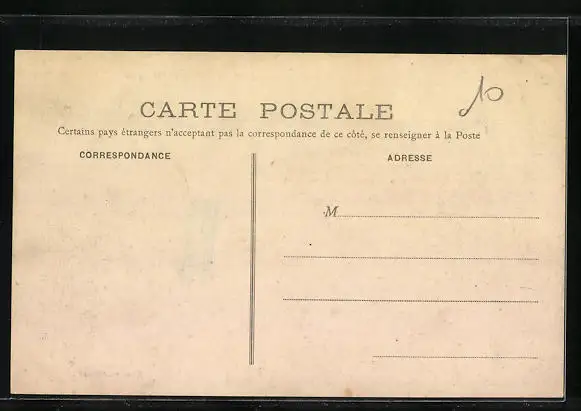 10
CARTE POSTALE
Certains pays étrangers n'acceptant pas la correspondance de ce côté, se renseigner à la Poste
CORRESPONDANCE
ADRESSE
M